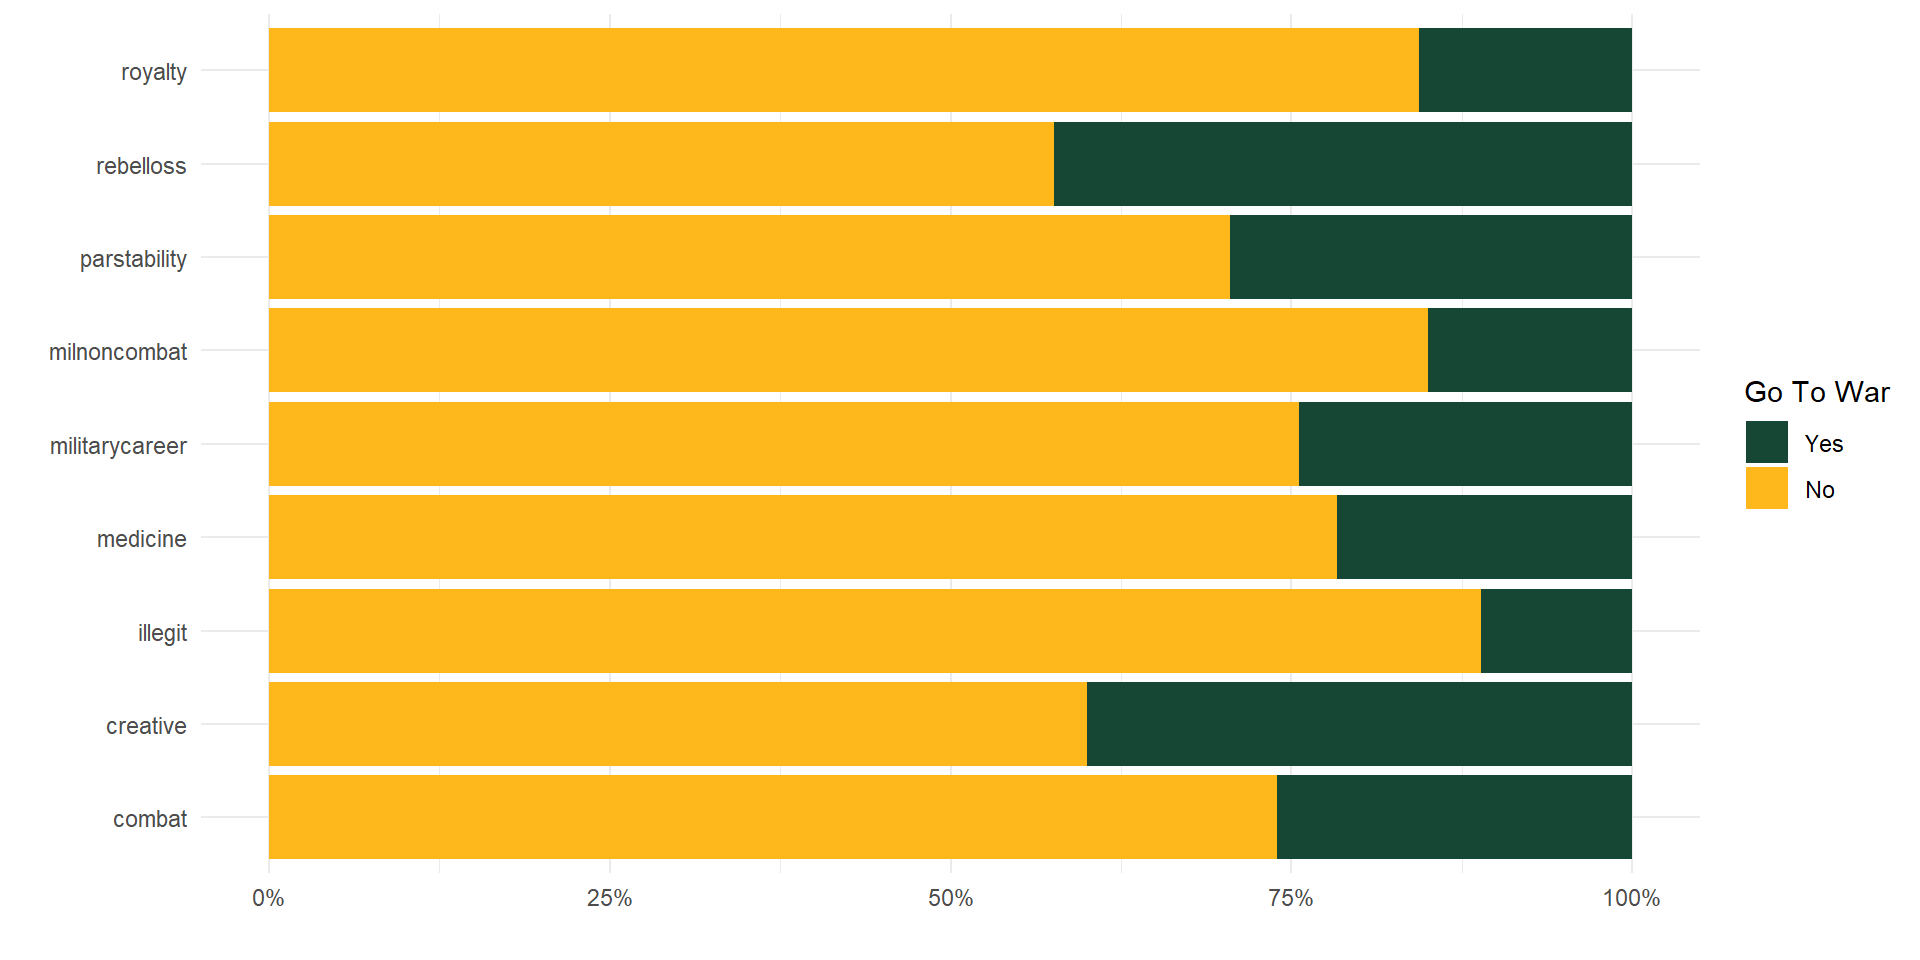 royalty
rebelloss
parstability
milnoncombat
militarycareer
medicine
illegit
creative
combat
0% 25% 50% 75% 100%
Go To War
Yes
No